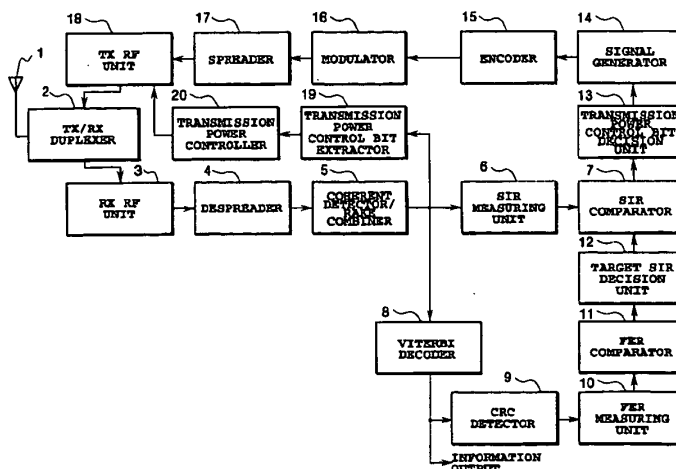 18
17
16
15
14
1
TX RF
UNIT
SPREADER
MODULATOR
ENCODER
SIGNAL
GENERATOR
2
20
19
13
TX/RX
DUPLEXER
TRANSMISSION
POWER
CONTROLLER
TRANSMISSION
POWER
CONTROL BIT
EXTRACTOR
TRANSMISSION
POWER
CONTROL BIT
DECISION
UNIT
3
4
5
6
7
RX RF
UNIT
DESPREADER
COHERENT
DETECTOR/
RAKE
COMBINER
SIR
MEASURING
UNIT
SIR
COMPARATOR
12
TARGET SIR
DECISION
UNIT
8
11
VITERBI
DECODER
FER
COMPARATOR
9
10
CRC
DETECTOR
FER
MEASURING
UNIT
INFORMATION
OUTPUT